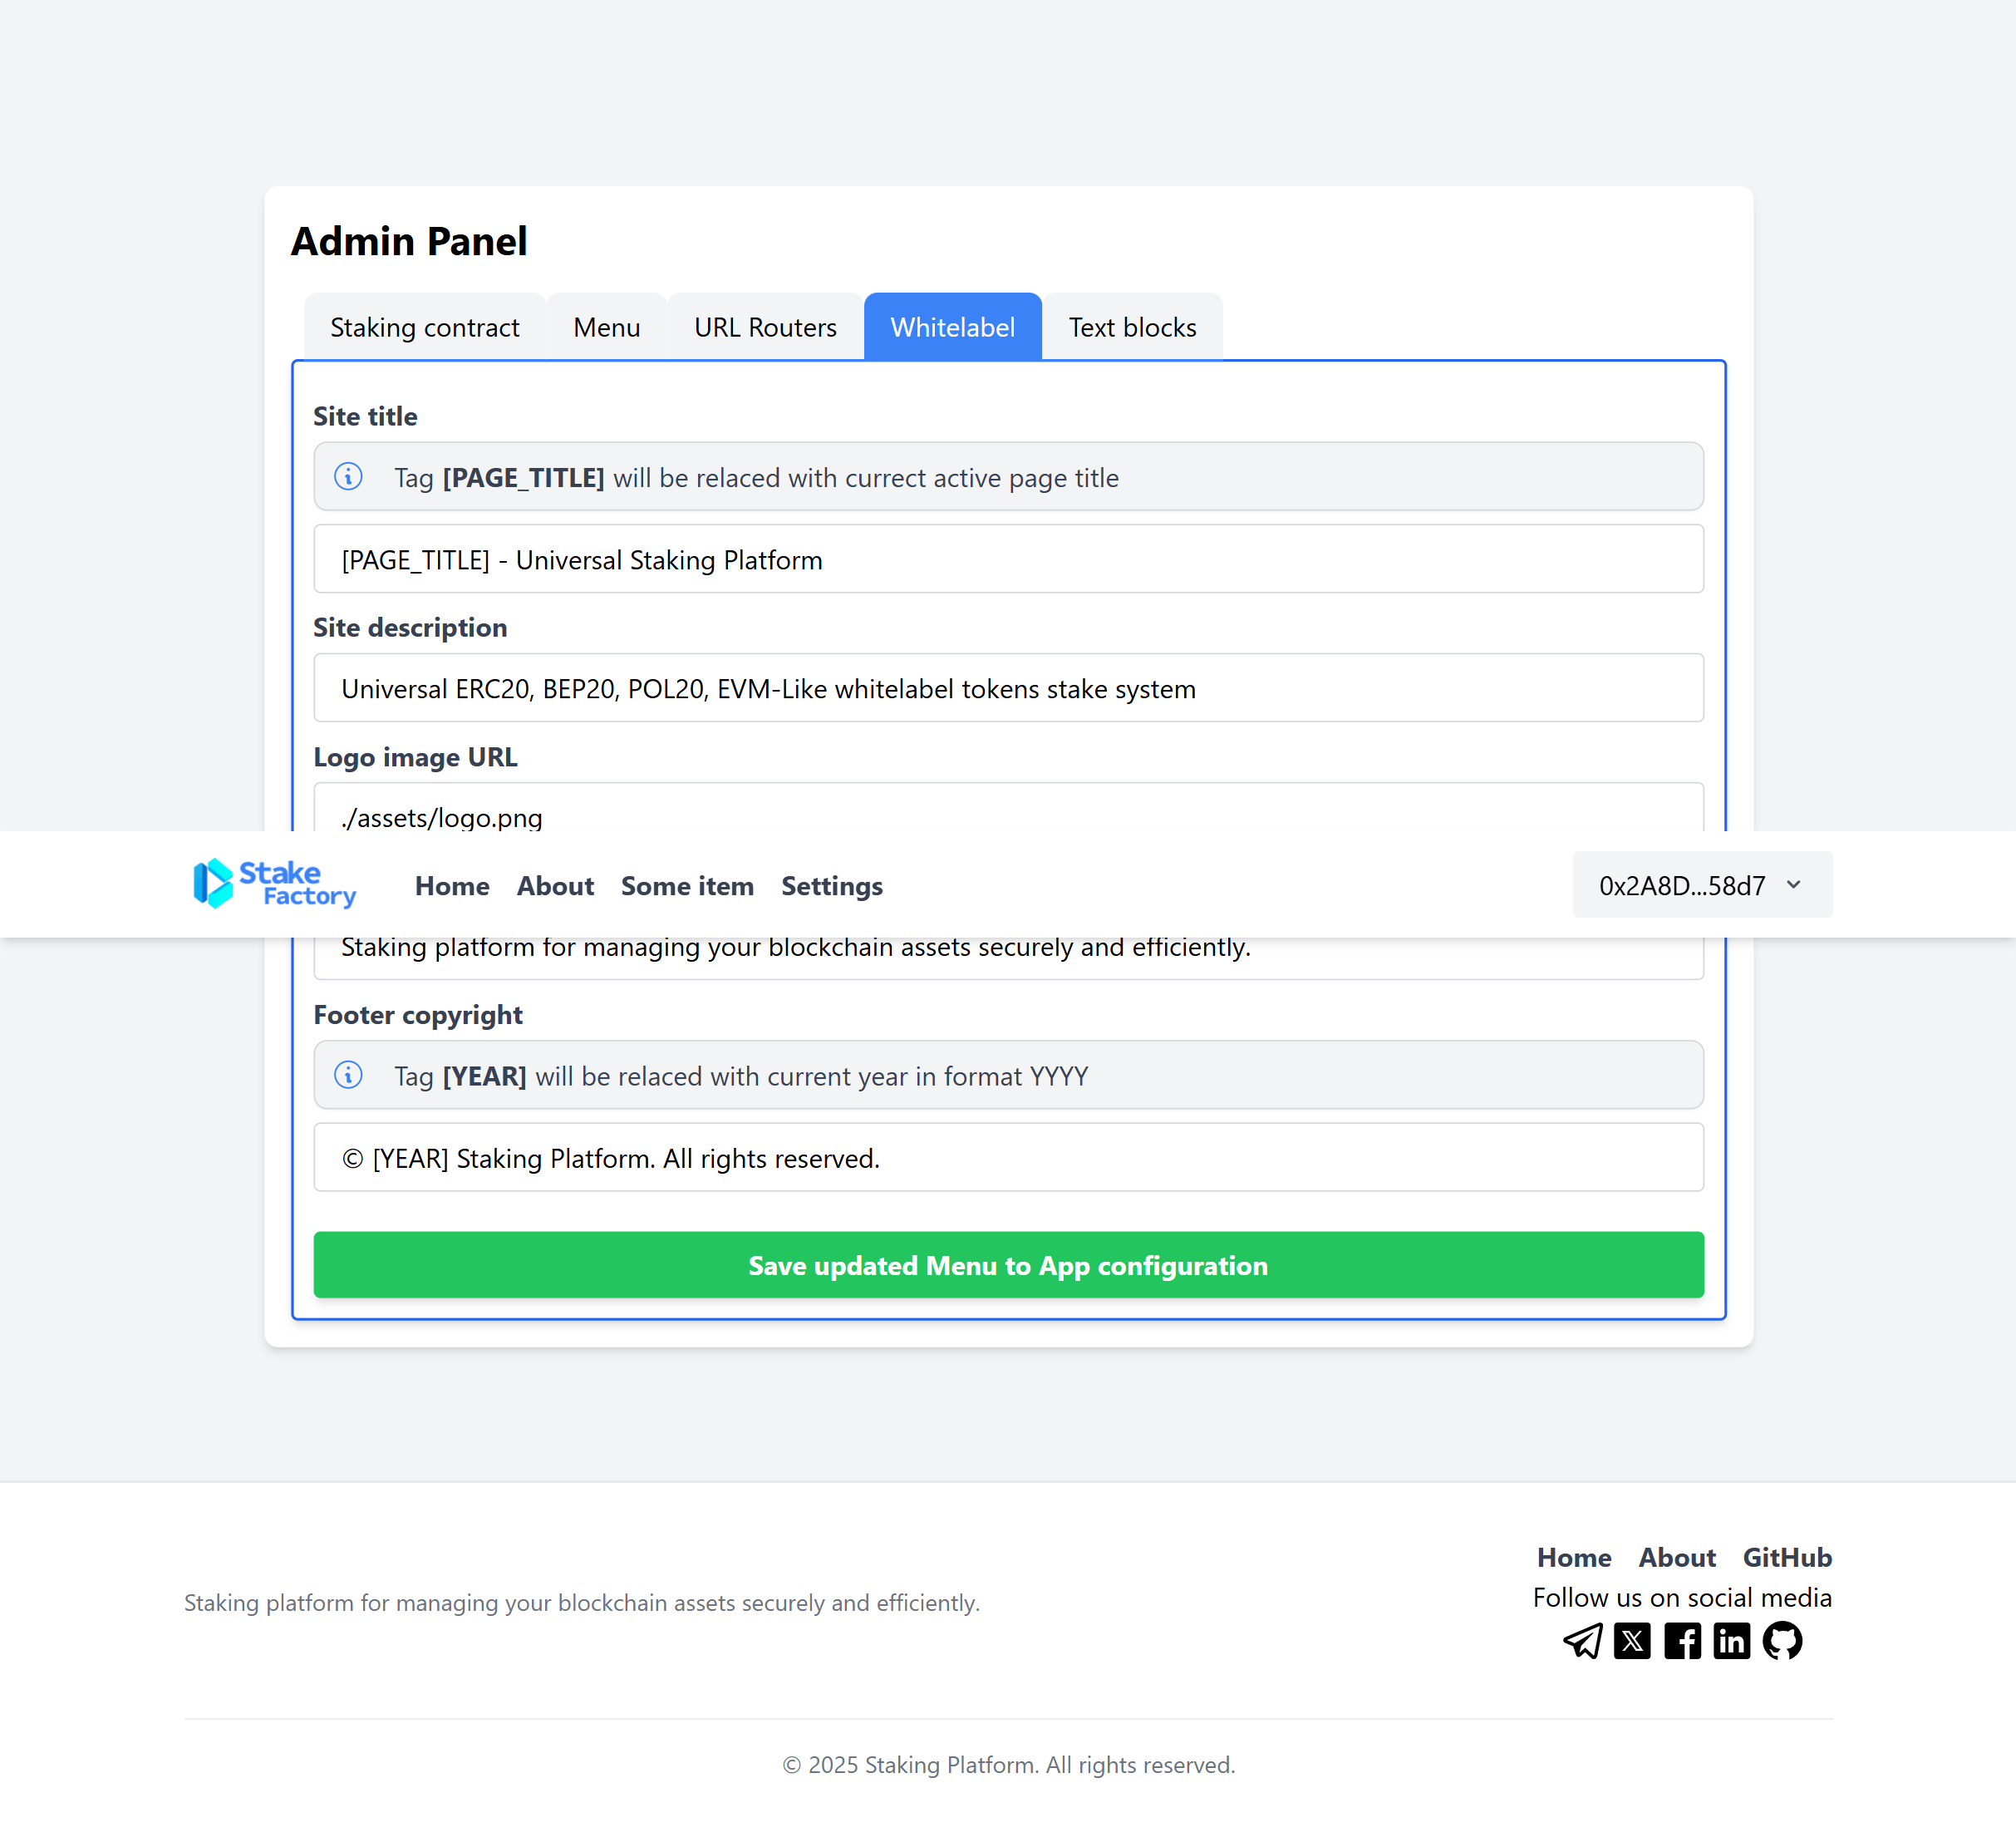 Admin Panel
Staking contract Menu URL Routers Whitelabel Text blocks
Site title
Tag [PAGE_TITLE] will be relaced with currect active page title
[PAGE_TITLE] - Universal Staking Platform
Site description
Universal ERC20, BEP20, POL20, EVM-Like whitelabel tokens stake system
Logo image URL
./assets/logo.png
Stake Factory Home About Some item Settings 0x2A8D...58d7
Staking platform for managing your blockchain assets securely and efficiently.
Footer copyright
Tag [YEAR] will be relaced with current year in format YYYY
© [YEAR] Staking Platform. All rights reserved.
Save updated Menu to App configuration
Home About GitHub
Staking platform for managing your blockchain assets securely and efficiently.
Follow us on social media
© 2025 Staking Platform. All rights reserved.